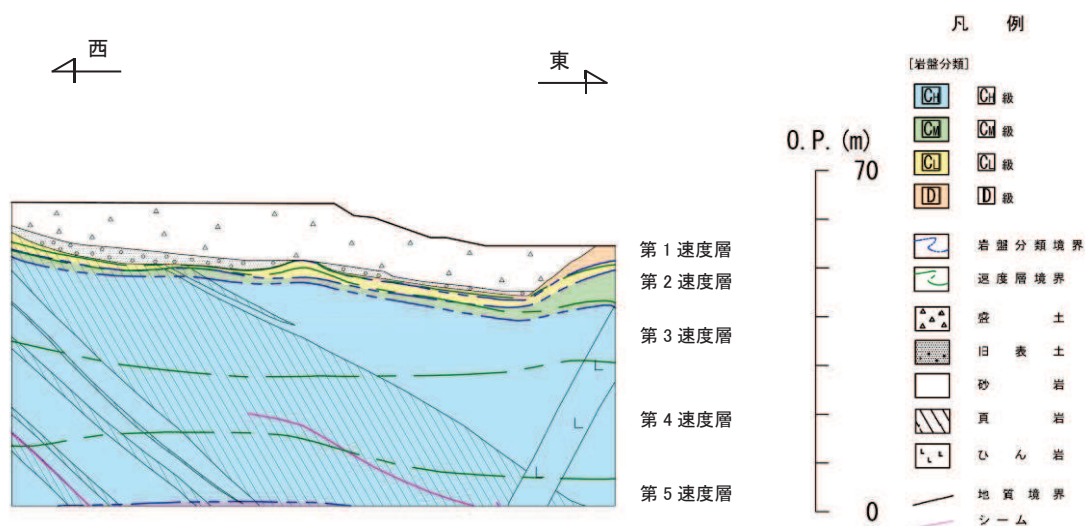 西
東
O. P. (m)
70
0
第1速度層
第2速度層
第3速度層
第4速度層
第5速度層
凡 例
[岩盤分類]
CH CH 級
CM CM 級
CL CL 級
D D 級
岩盤分類境界
速度層境界
盛 土
旧 表 土
砂 岩
頁 岩
ひ ん 岩
地 質 境 界
シ ー ム